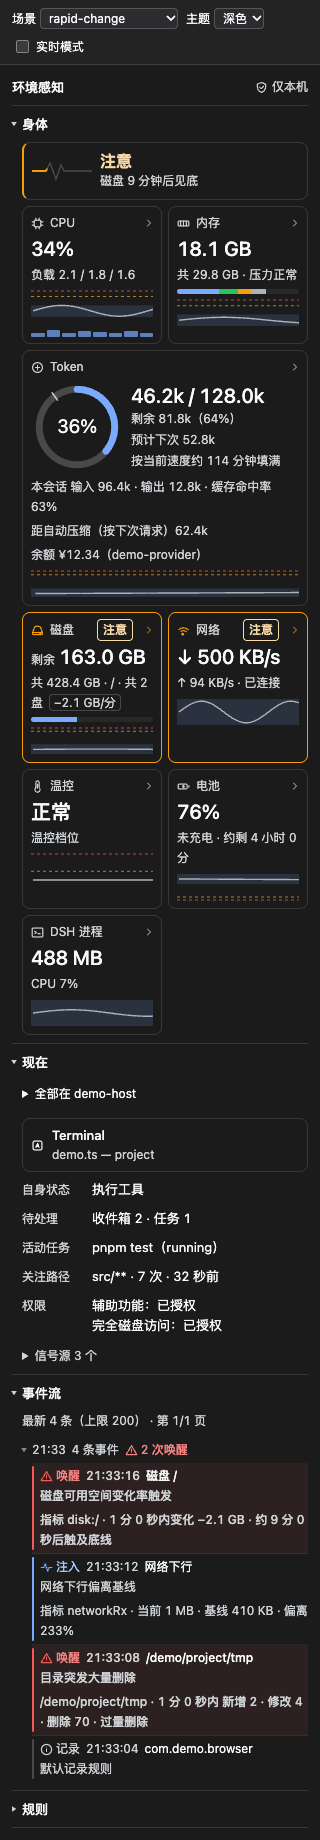 场景 rapid-change 主题 深色
实时模式
环境感知 仅本机
身体
注意
磁盘 9 分钟后见底
CPU
34%
负载 2.1 / 1.8 / 1.6
内存
18.1 GB
共 29.8 GB · 压力正常
Token
36%
46.2k / 128.0k
剩余 81.8k（64%）
预计下次 52.8k
按当前速度约 114 分钟填满
本会话 输入 96.4k · 输出 12.8k · 缓存命中率
63%
距自动压缩（按下次请求）62.4k
余额 ¥12.34（demo-provider）
磁盘 注意
剩余 163.0 GB
共 428.4 GB · / · 共 2
盘 −2.1 GB/分
网络 注意
↓ 500 KB/s
↑ 94 KB/s · 已连接
温控
正常
温控档位
电池
76%
未充电 · 约剩 4 小时 0
分
DSH 进程
488 MB
CPU 7%
现在
全部在 demo-host
Terminal
demo.ts — project
自身状态 执行工具
待处理 收件箱 2 · 任务 1
活动任务 pnpm test（running）
关注路径 src/** · 7 次 · 32 秒前
权限 辅助功能：已授权
完全磁盘访问：已授权
信号源 3 个
事件流
最新 4 条（上限 200） · 第 1/1 页
21:33 4 条事件 2 次唤醒
唤醒 21:33:16 磁盘 /
磁盘可用空间变化率触发
指标 disk:/ · 1 分 0 秒内变化 −2.1 GB · 约 9 分 0
秒后触及底线
注入 21:33:12 网络下行
网络下行偏离基线
指标 networkRx · 当前 1 MB · 基线 410 KB · 偏离
233%
唤醒 21:33:08 /demo/project/tmp
目录突发大量删除
/demo/project/tmp · 1 分 0 秒内 新增 2 · 修改 4
· 删除 70 · 过量删除
记录 21:33:04 com.demo.browser
默认记录规则
规则